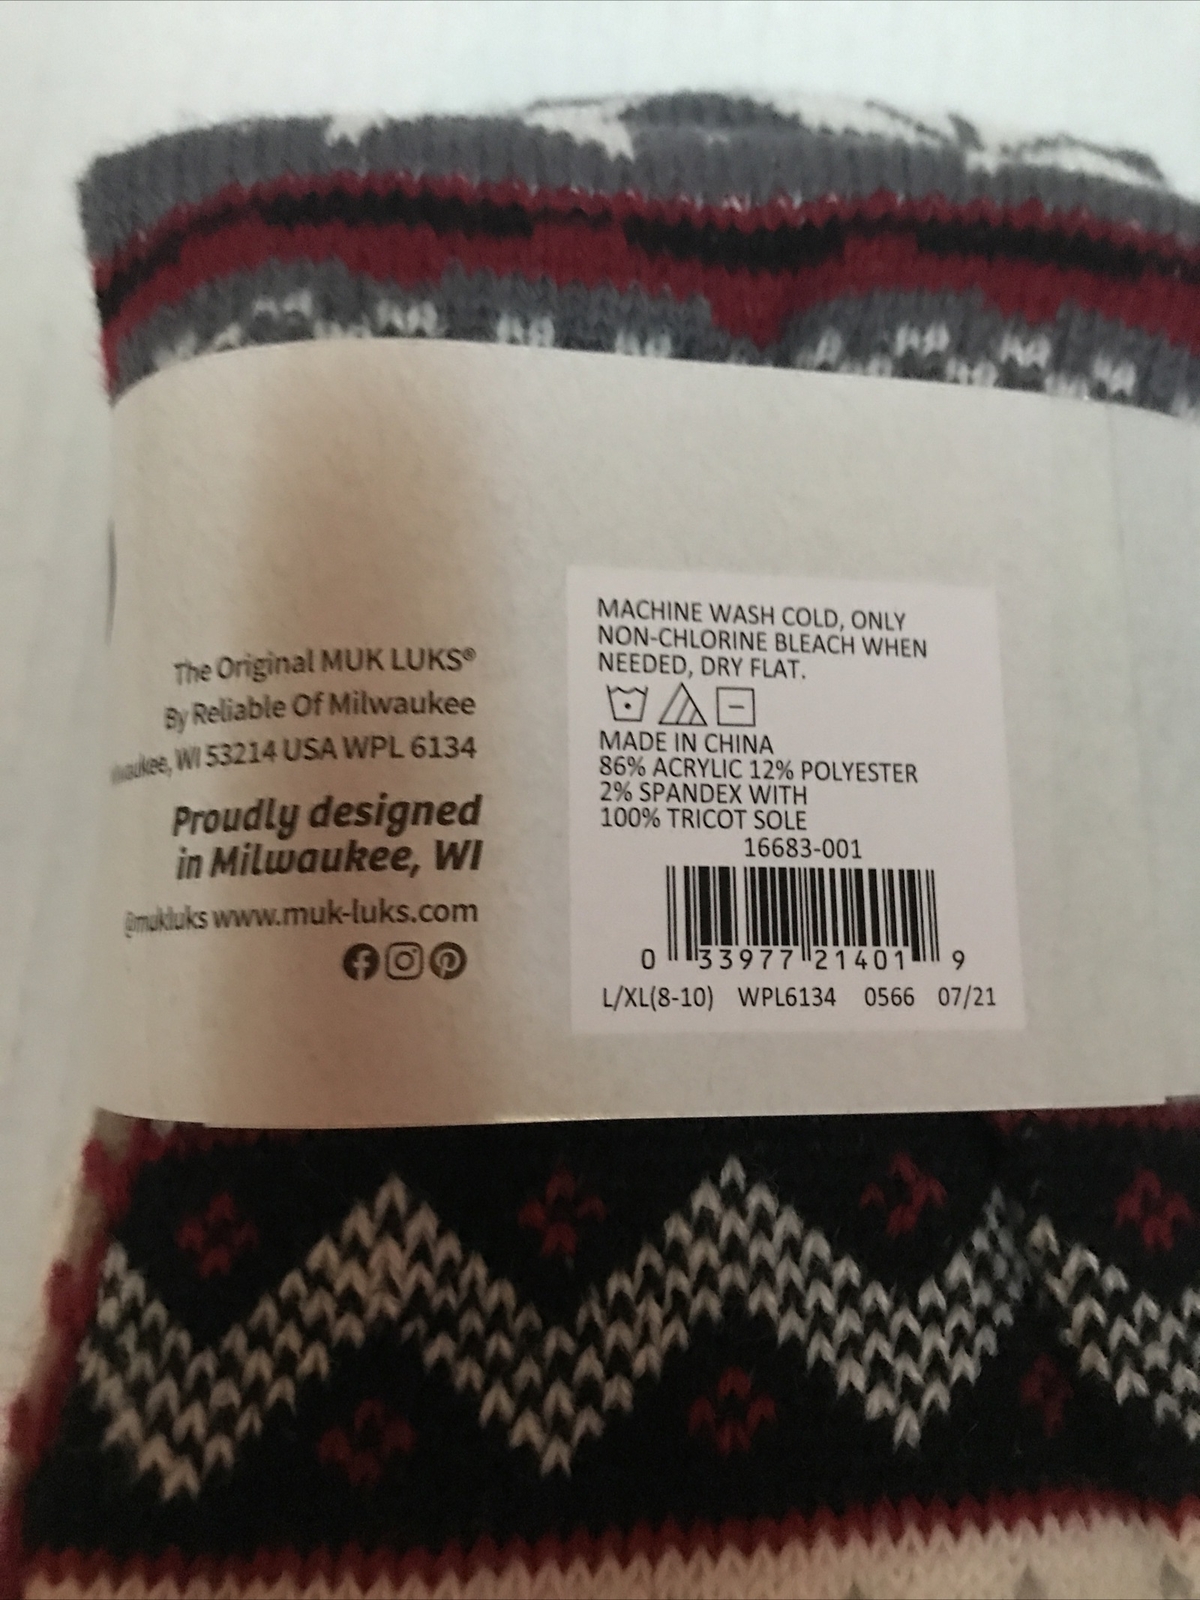 The Original MUK LUKS®
By Reliable Of Milwaukee
WI 53214 USA WPL 6134
Proudly designed
in Milwaukee, WI
@mukluks www.muk-luks.com
MACHINE WASH COLD, ONLY
NON-CHLORINE BLEACH WHEN
NEEDED, DRY FLAT.
MADE IN CHINA
86% ACRYLIC 12% POLYESTER
2% SPANDEX WITH
100% TRICOT SOLE
16683-001
0 33977 21401 9
L/XL(8-10) WPL6134 0566 07/21